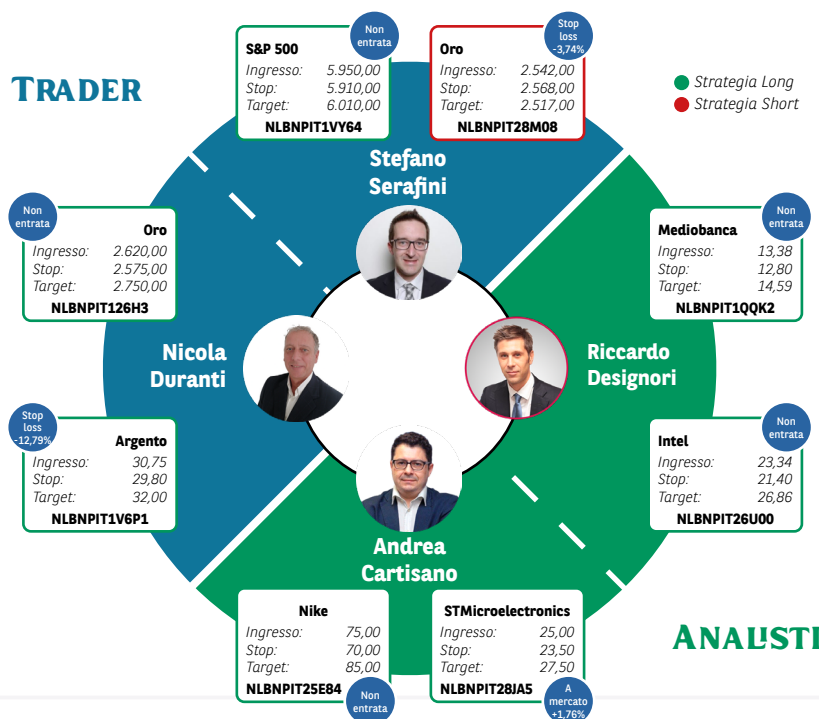 TRADER
Non
entrata
S&P 500
Ingresso: 5.950,00
Stop: 5.910,00
Target: 6.010,00
NLBNPIT1VY64
Stop
loss
-3,74%
Oro
Ingresso: 2.542,00
Stop: 2.568,00
Target: 2.517,00
NLBNPIT28M08
Strategia Long
Strategia Short
Stefano
Serafini
Non
entrata
Oro
Ingresso: 2.620,00
Stop: 2.575,00
Target: 2.750,00
NLBNPIT126H3
Non
entrata
Mediobanca
Ingresso: 13,38
Stop: 12,80
Target: 14,59
NLBNPIT1QQK2
Nicola
Duranti
Riccardo
Designori
Stop
loss
-12,79%
Argento
Ingresso: 30,75
Stop: 29,80
Target: 32,00
NLBNPIT1V6P1
Non
entrata
Intel
Ingresso: 23,34
Stop: 21,40
Target: 26,86
NLBNPIT26U00
Andrea
Cartisano
Nike
Ingresso: 75,00
Stop: 70,00
Target: 85,00
NLBNPIT25E84
Non
entrata
STMicroelectronics
Ingresso: 25,00
Stop: 23,50
Target: 27,50
NLBNPIT28JA5
A
mercato
+1,76%
ANALISTI